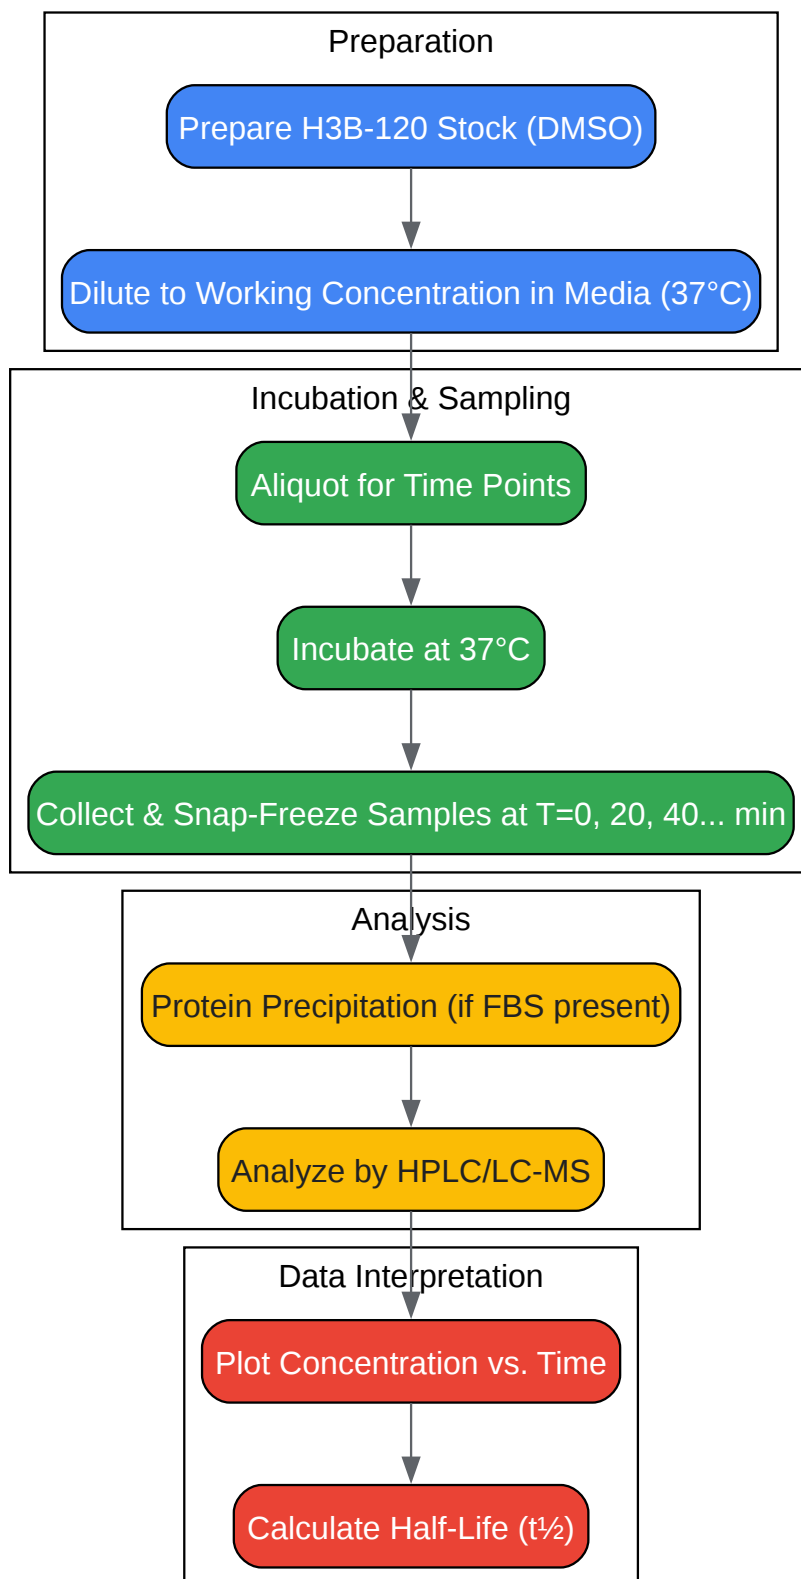 Preparation
Prepare H3B-120 Stock (DMSO)
Dilute to Working Concentration in Media (37°C)
Incubation & Sampling
Aliquot for Time Points
Incubate at 37°C
Collect & Snap-Freeze Samples at T=0, 20, 40... min
Analysis
Protein Precipitation (if FBS present)
Analyze by HPLC/LC-MS
Data Interpretation
Plot Concentration vs. Time
Calculate Half-Life (t½)